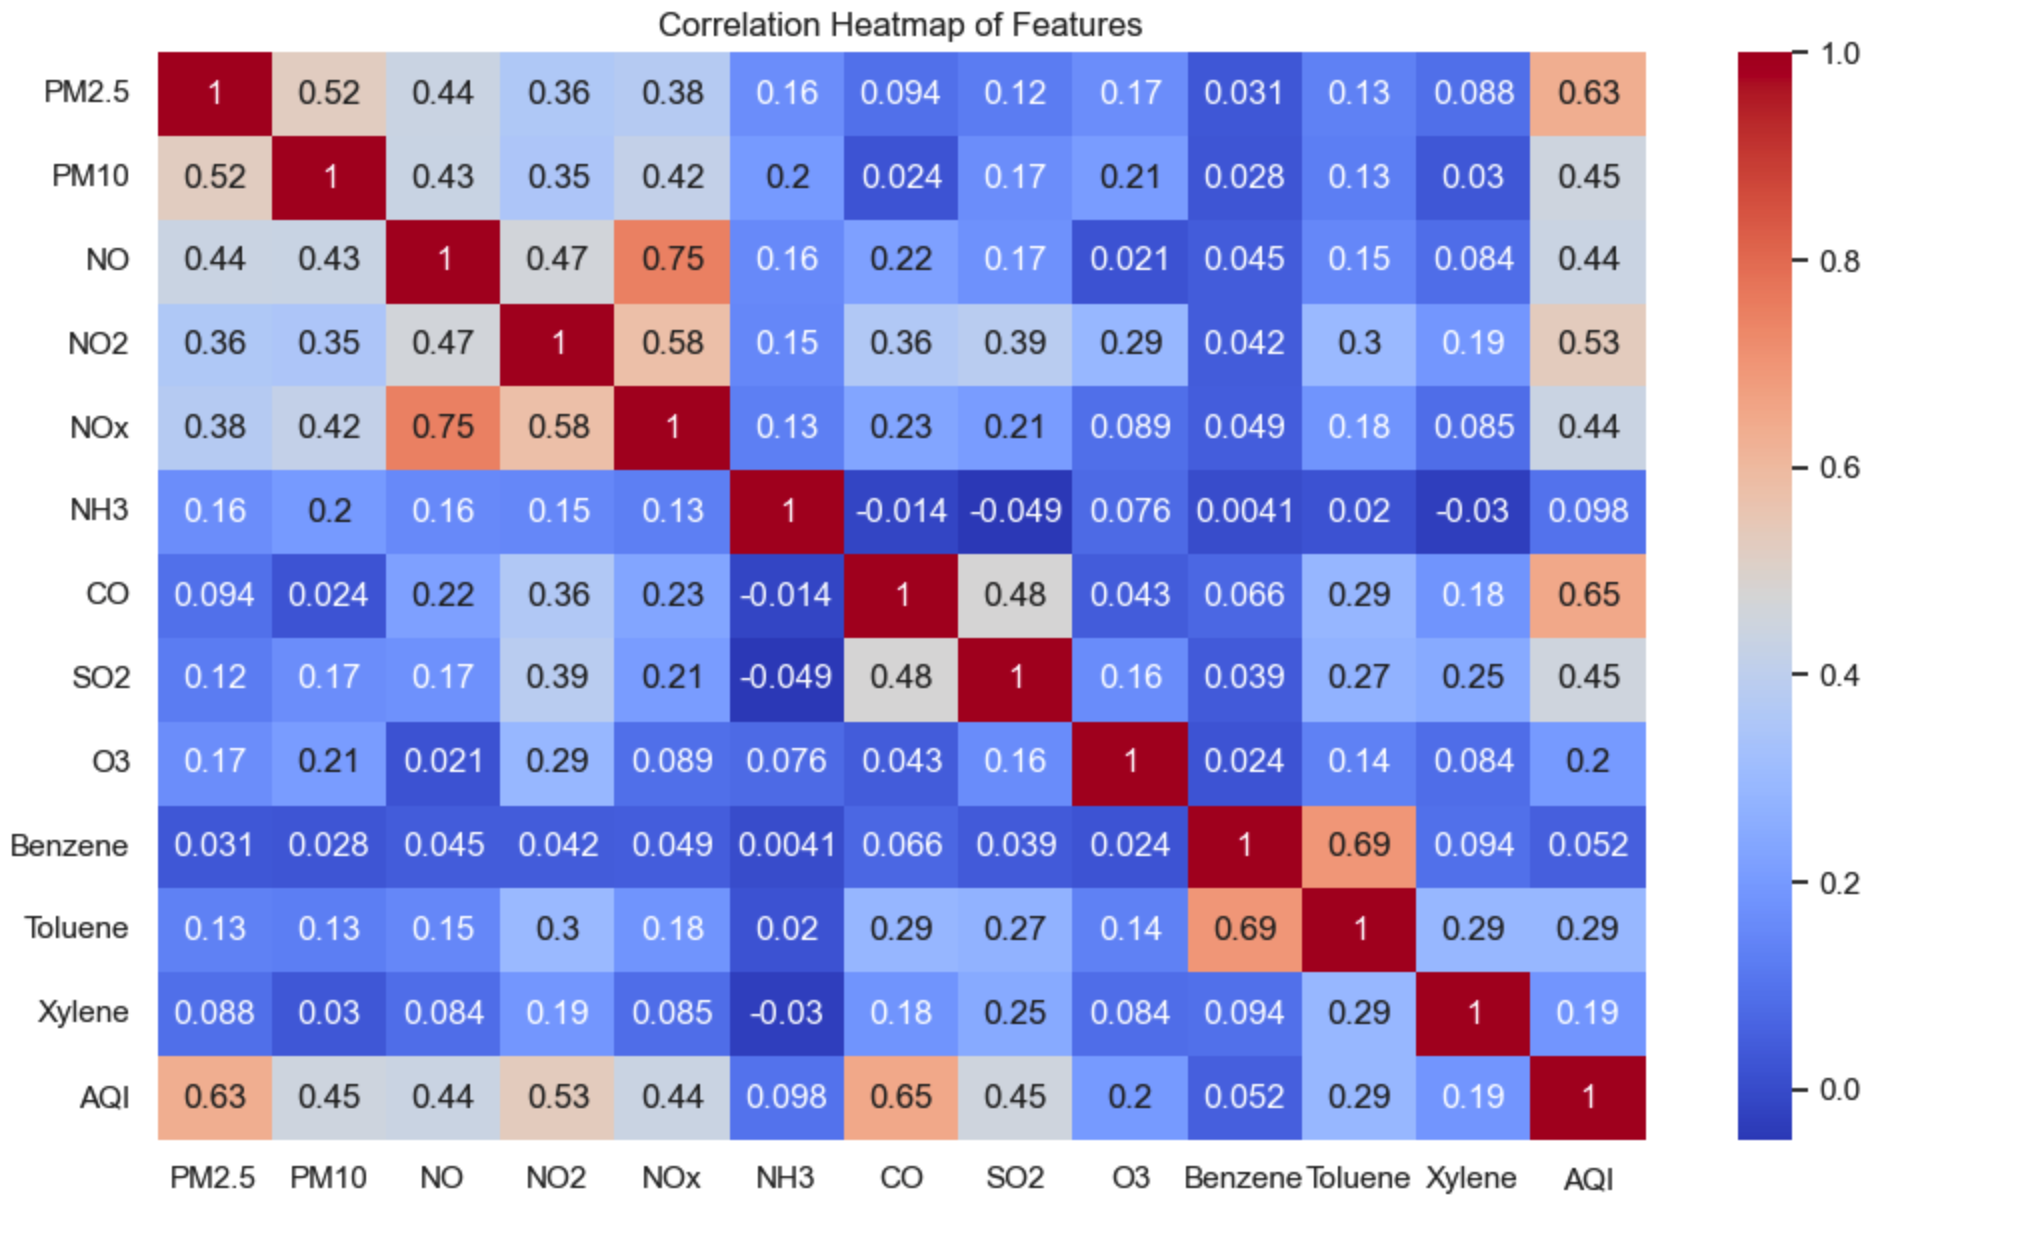 Correlation Heatmap of Features
PM2.5 1 0.52 0.44 0.36 0.38 0.16 0.094 0.12 0.17 0.031 0.13 0.088 0.63
PM10 0.52 1 0.43 0.35 0.42 0.2 0.024 0.17 0.21 0.028 0.13 0.03 0.45
NO 0.44 0.43 1 0.47 0.75 0.16 0.22 0.17 0.021 0.045 0.15 0.084 0.44
NO2 0.36 0.35 0.47 1 0.58 0.15 0.36 0.39 0.29 0.042 0.3 0.19 0.53
NOx 0.38 0.42 0.75 0.58 1 0.13 0.23 0.21 0.089 0.049 0.18 0.085 0.44
NH3 0.16 0.2 0.16 0.15 0.13 1 -0.014 -0.049 0.076 0.0041 0.02 -0.03 0.098
CO 0.094 0.024 0.22 0.36 0.23 -0.014 1 0.48 0.043 0.066 0.29 0.18 0.65
SO2 0.12 0.17 0.17 0.39 0.21 -0.049 0.48 1 0.16 0.039 0.27 0.25 0.45
O3 0.17 0.21 0.021 0.29 0.089 0.076 0.043 0.16 1 0.024 0.14 0.084 0.2
Benzene 0.031 0.028 0.045 0.042 0.049 0.0041 0.066 0.039 0.024 1 0.69 0.094 0.052
Toluene 0.13 0.13 0.15 0.3 0.18 0.02 0.29 0.27 0.14 0.69 1 0.29 0.29
Xylene 0.088 0.03 0.084 0.19 0.085 -0.03 0.18 0.25 0.084 0.094 0.29 1 0.19
AQI 0.63 0.45 0.44 0.53 0.44 0.098 0.65 0.45 0.2 0.052 0.29 0.19 1
PM2.5 PM10 NO NO2 NOx NH3 CO SO2 O3 Benzene Toluene Xylene AQI
1.0
0.8
0.6
0.4
0.2
0.0